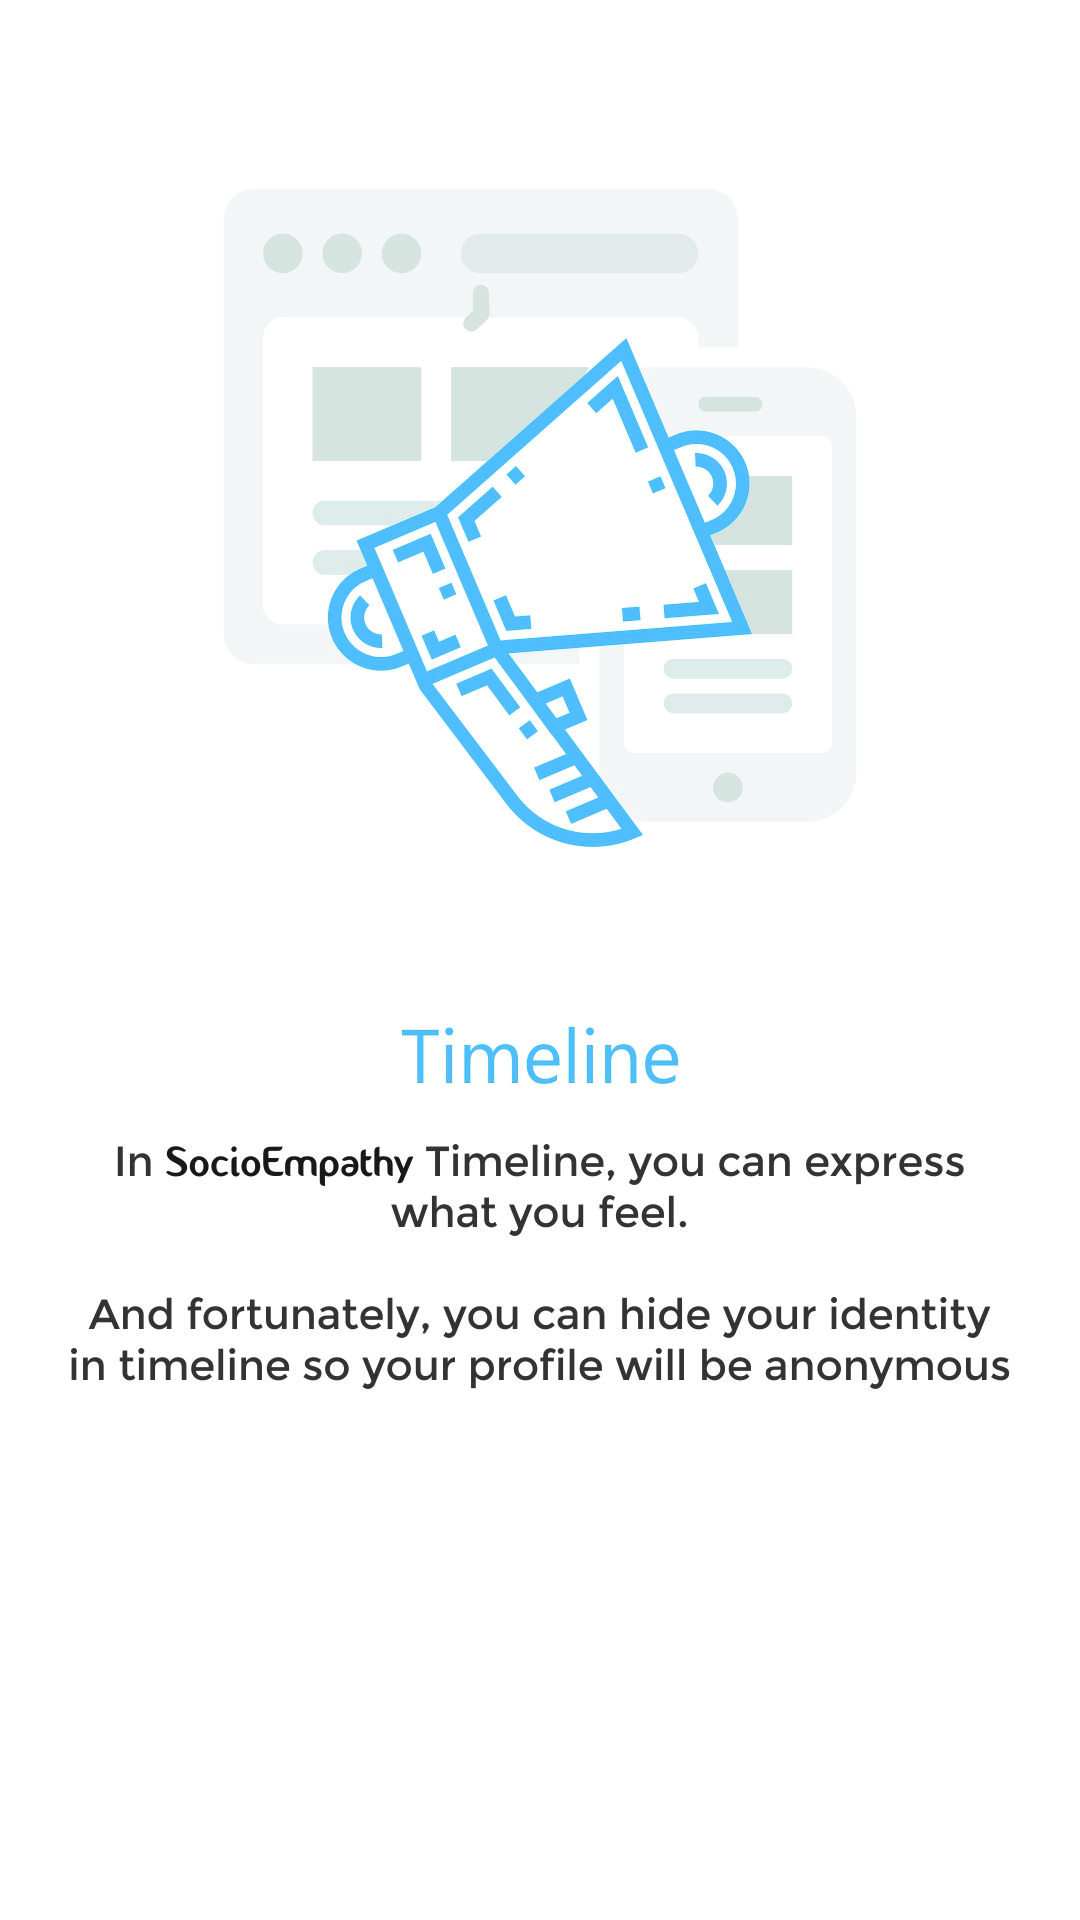 Timeline
In SocioEmpathy Timeline, you can express
what you feel.
And fortunately, you can hide your identity
in timeline so your profile will be anonymous